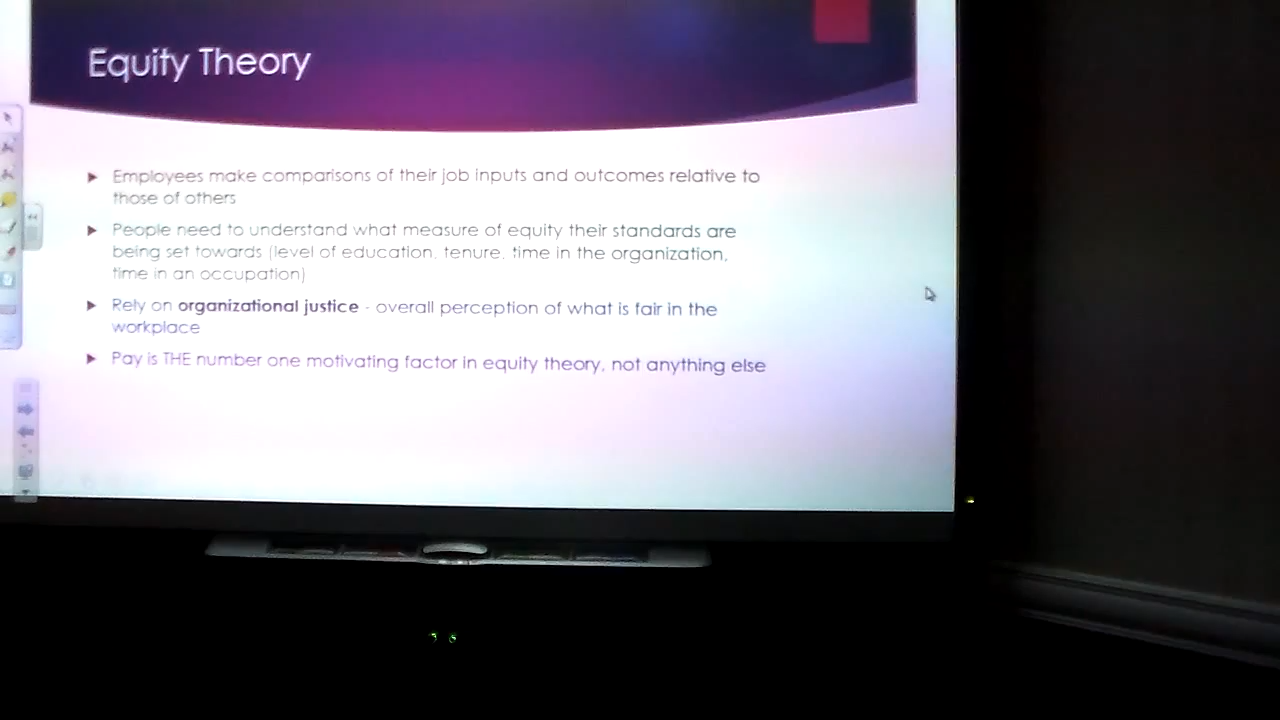 Equity Theory
Employees make comparisons of their job inputs and outcomes relative to
those of others
People need to understand what measure of equity their standards are
being set towards (level of education, tenure, time in the organization,
time in an occupation)
Rely on organizational justice - overall perception of what is fair in the
workplace
Pay is THE number one motivating factor in equity theory, not anything else